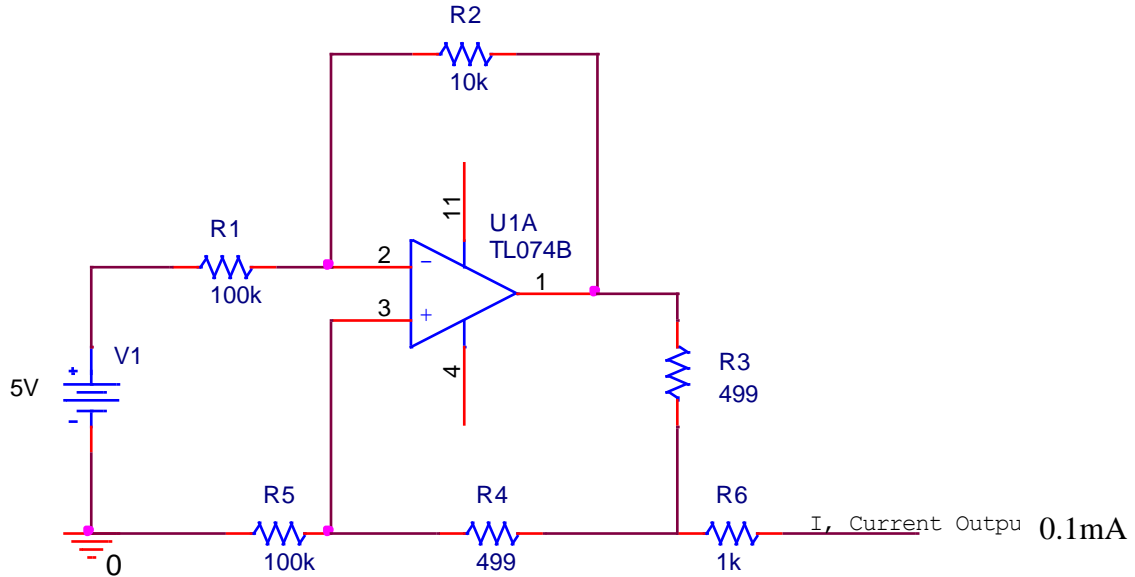 R2
10k
11
U1A
TL074B
R1
2
−
1
100k
3
+
V1
R3
+
4
499
5V
−
R5
R4
R6
I, Current Outpu 0.1mA
0
100k
499
1k